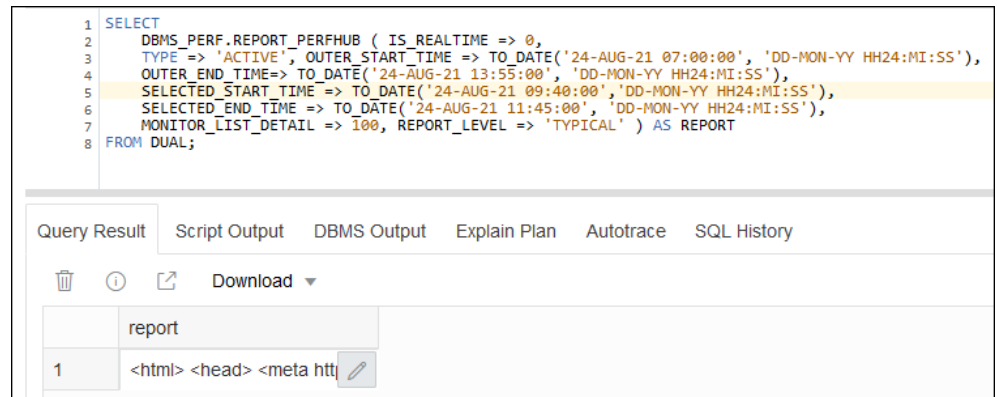 1 SELECT
2 DBMS_PERF.REPORT_PERFHUB ( IS_REALTIME => 0,
3 TYPE => 'ACTIVE', OUTER_START_TIME => TO_DATE('24-AUG-21 07:00:00', 'DD-MON-YY HH24:MI:SS'),
4 OUTER_END_TIME=> TO_DATE('24-AUG-21 13:55:00', 'DD-MON-YY HH24:MI:SS'),
5 SELECTED_START_TIME => TO_DATE('24-AUG-21 09:40:00','DD-MON-YY HH24:MI:SS'),
6 SELECTED_END_TIME => TO_DATE('24-AUG-21 11:45:00', 'DD-MON-YY HH24:MI:SS'),
7 MONITOR_LIST_DETAIL => 100, REPORT_LEVEL => 'TYPICAL' ) AS REPORT
8 FROM DUAL;
Query Result Script Output DBMS Output Explain Plan Autotrace SQL History
Download
report
1 <html> <head> <meta http